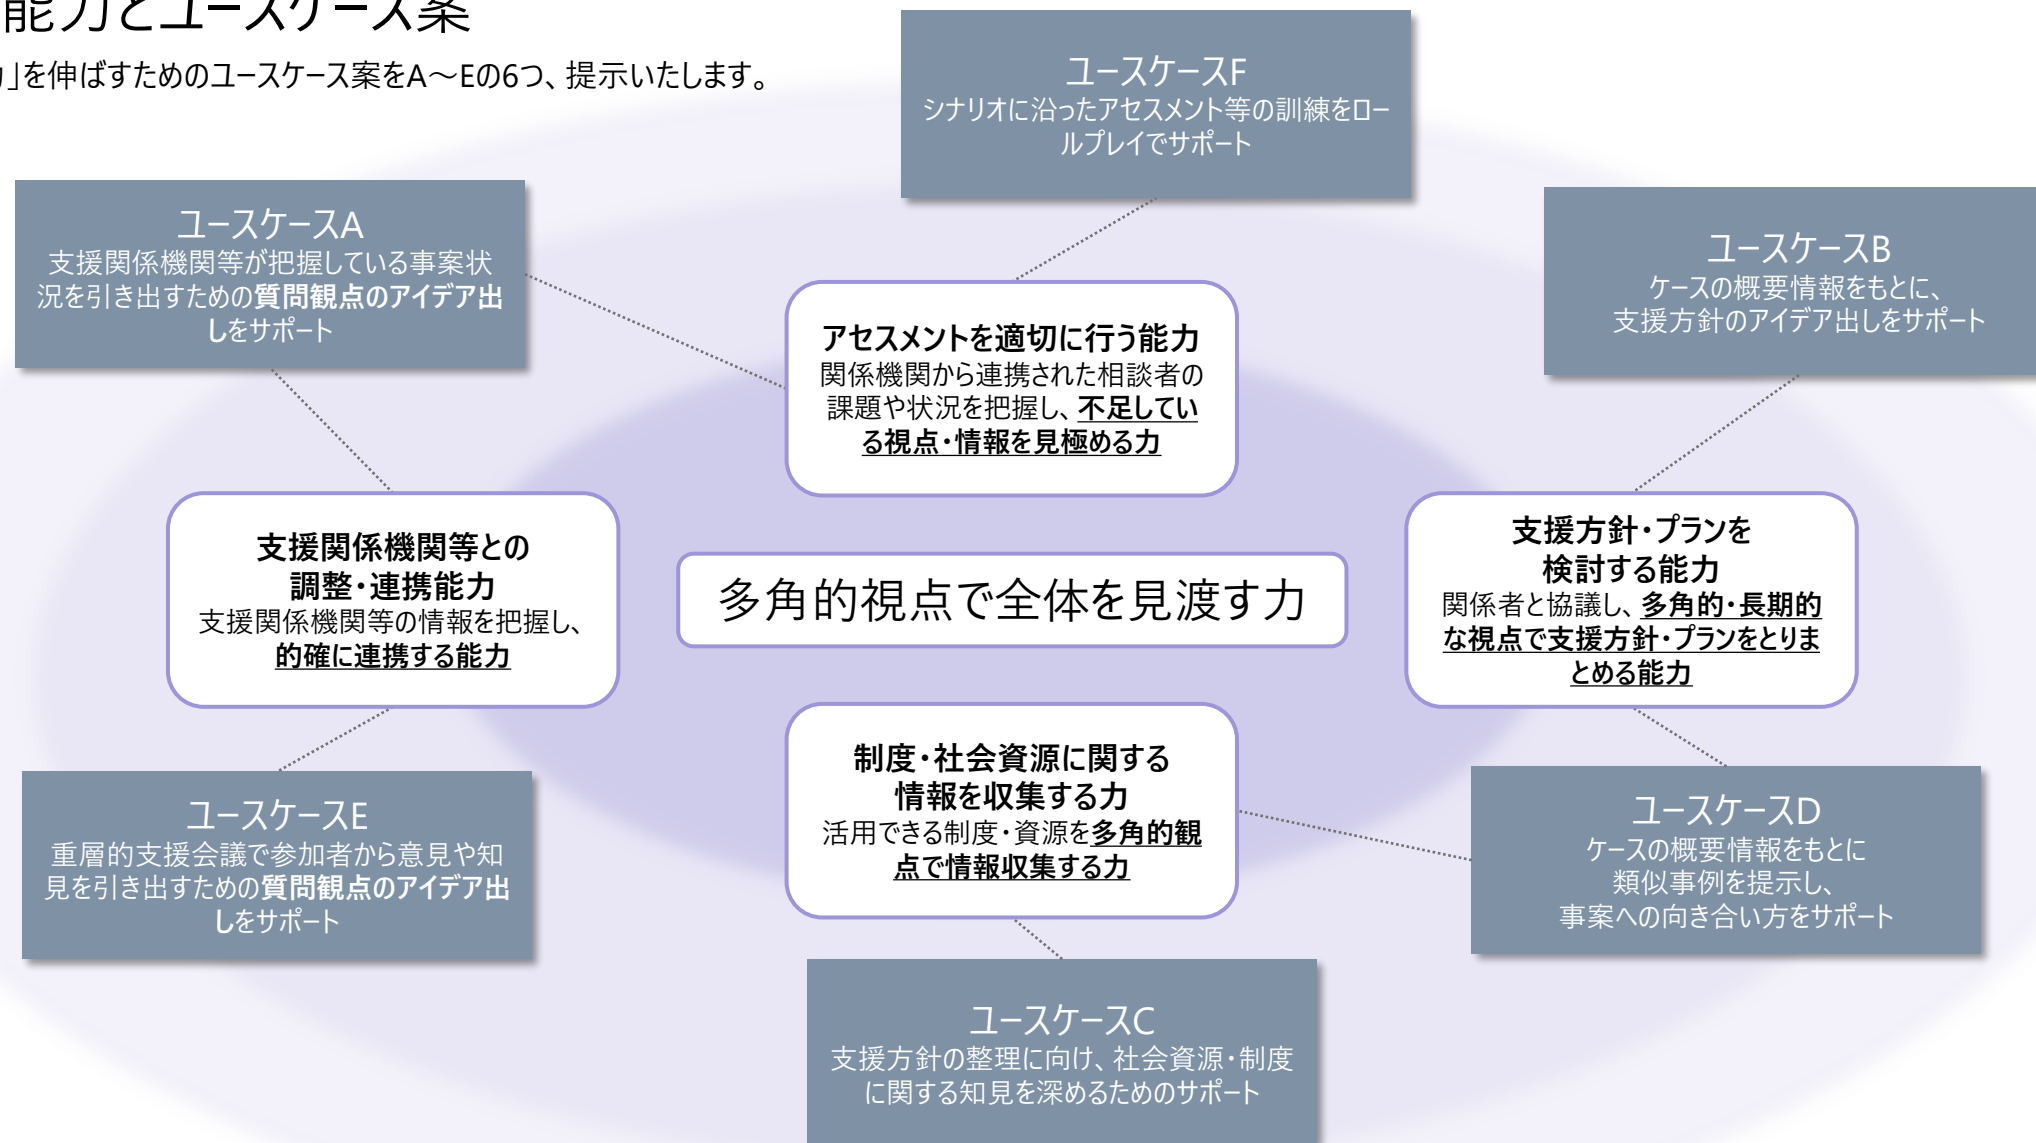 能力とユースケース案
」を伸ばすためのユースケース案をA～Eの6つ、提示いたします。
ユースケースF
シナリオに沿ったアセスメント等の訓練をロー
ルプレイでサポート
ユースケースA
支援関係機関等が把握している事案状
況を引き出すための質問観点のアイデア出
しをサポート
ユースケースB
ケースの概要情報をもとに、
支援方針のアイデア出しをサポート
アセスメントを適切に行う能力
関係機関から連携された相談者の
課題や状況を把握し、不足してい
る視点・情報を見極める力
支援関係機関等との
調整・連携能力
支援関係機関等の情報を把握し、
的確に連携する能力
多角的視点で全体を見渡す力
支援方針・プランを
検討する能力
関係者と協議し、多角的・長期的
な視点で支援方針・プランをとりま
とめる能力
制度・社会資源に関する
情報を収集する力
活用できる制度・資源を多角的観
点で情報収集する力
ユースケースE
重層的支援会議で参加者から意見や知
見を引き出すための質問観点のアイデア出
しをサポート
ユースケースD
ケースの概要情報をもとに
類似事例を提示し、
事案への向き合い方をサポート
ユースケースC
支援方針の整理に向け、社会資源・制度
に関する知見を深めるためのサポート